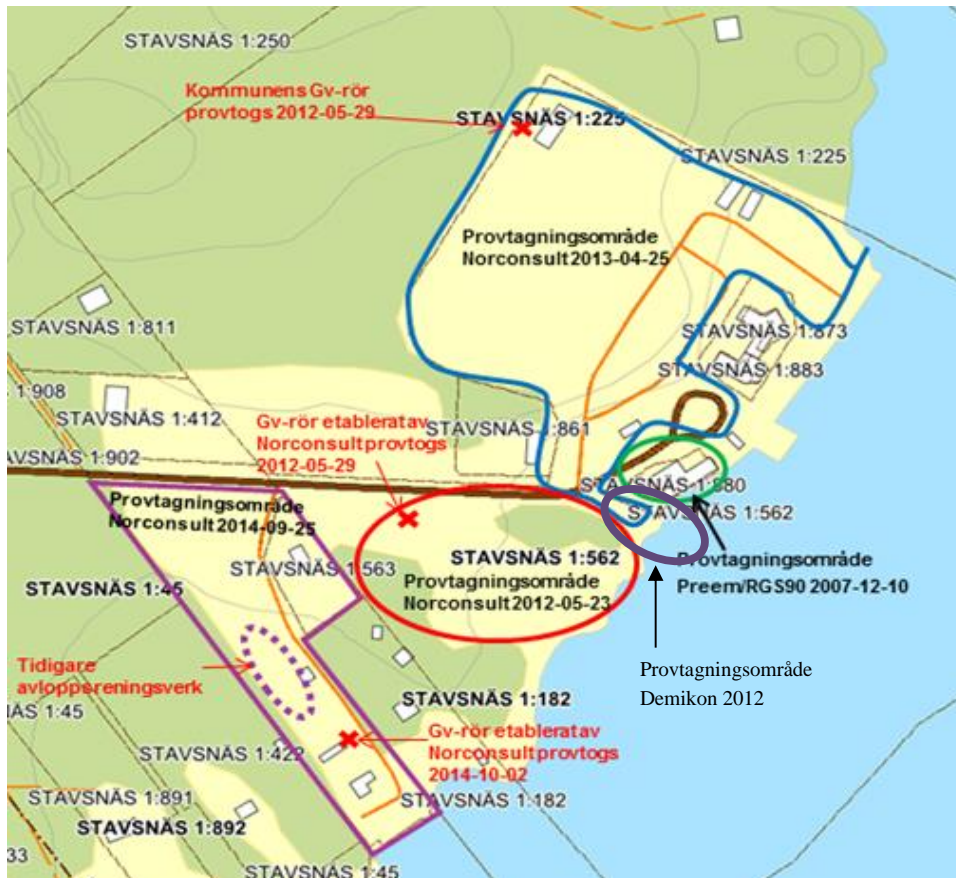 STAVSNÄS 1:250
Kommunens Gv-rör
provtogs 2012-05-29
STAVSNÄS 1:225
STAVSNÄS 1:225
Provtagningsområde
Norconsult 2013-04-25
STAVSNÄS 1:811
STAVSNÄS 1:873
STAVSNÄS 1:883
1:908
STAVSNÄS 1:412
Gv-rör etablerat av
Norconsult provtogs
2012-05-29
1:861
AVSNÄS 1:902
STAVSNÄS 1:880
STAVSNÄS 1:562
Provtagningsområde
Norconsult 2014-09-25
STAVSNÄS 1:563
STAVSNÄS 1:562
Provtagningsområde
Norconsult 2012-05-23
Provtagningsområde
Preem/RGS90 2007-12-10
STAVSNÄS 1:45
Tidigare
avloppsreningsverk
Provtagningsområde
Demikon 2012
STAVSNÄS 1:182
NÄS 1:45
STAVSNÄS 1:422
Gv-rör etablerat av
Norconsult provtogs
2014-10-02
STAVSNÄS 1:891
STAVSNÄS 1:182
STAVSNÄS 1:892
33
STAVSNÄS 1:45